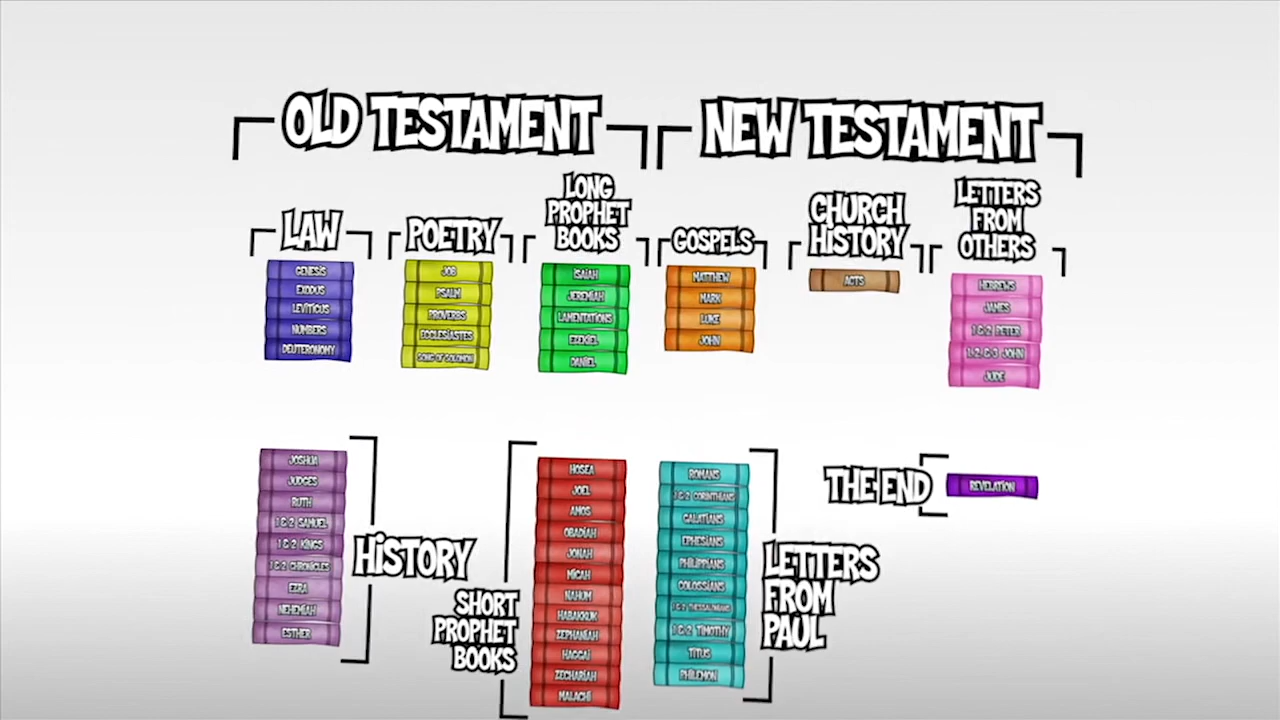 OLD TESTAMENT
NEW TESTAMENT
LAW
GENESIS
EXODUS
LEVITICUS
NUMBERS
DEUTERONOMY
POETRY
JOB
PSALM
PROVERBS
ECCLESIASTES
SONG OF SOLOMON
LONG
PROPHET
BOOKS
ISAIAH
JEREMIAH
LAMENTATIONS
EZEKIEL
DANIEL
GOSPELS
MATTHEW
MARK
LUKE
JOHN
CHURCH
HISTORY
ACTS
LETTERS
FROM
OTHERS
HEBREWS
JAMES
1 & 2 PETER
1, 2 & 3 JOHN
JUDE
JOSHUA
JUDGES
RUTH
1 & 2 SAMUEL
1 & 2 KINGS
1 & 2 CHRONICLES
EZRA
NEHEMIAH
ESTHER
HISTORY
SHORT
PROPHET
BOOKS
HOSEA
JOEL
AMOS
OBADIAH
JONAH
MICAH
NAHUM
HABAKKUK
ZEPHANIAH
HAGGAI
ZECHARIAH
MALACHI
ROMANS
1 & 2 CORINTHIANS
GALATIANS
EPHESIANS
PHILIPPIANS
COLOSSIANS
1 & 2 THESSALONIANS
1 & 2 TIMOTHY
TITUS
PHILEMON
LETTERS
FROM
PAUL
THE END
REVELATION